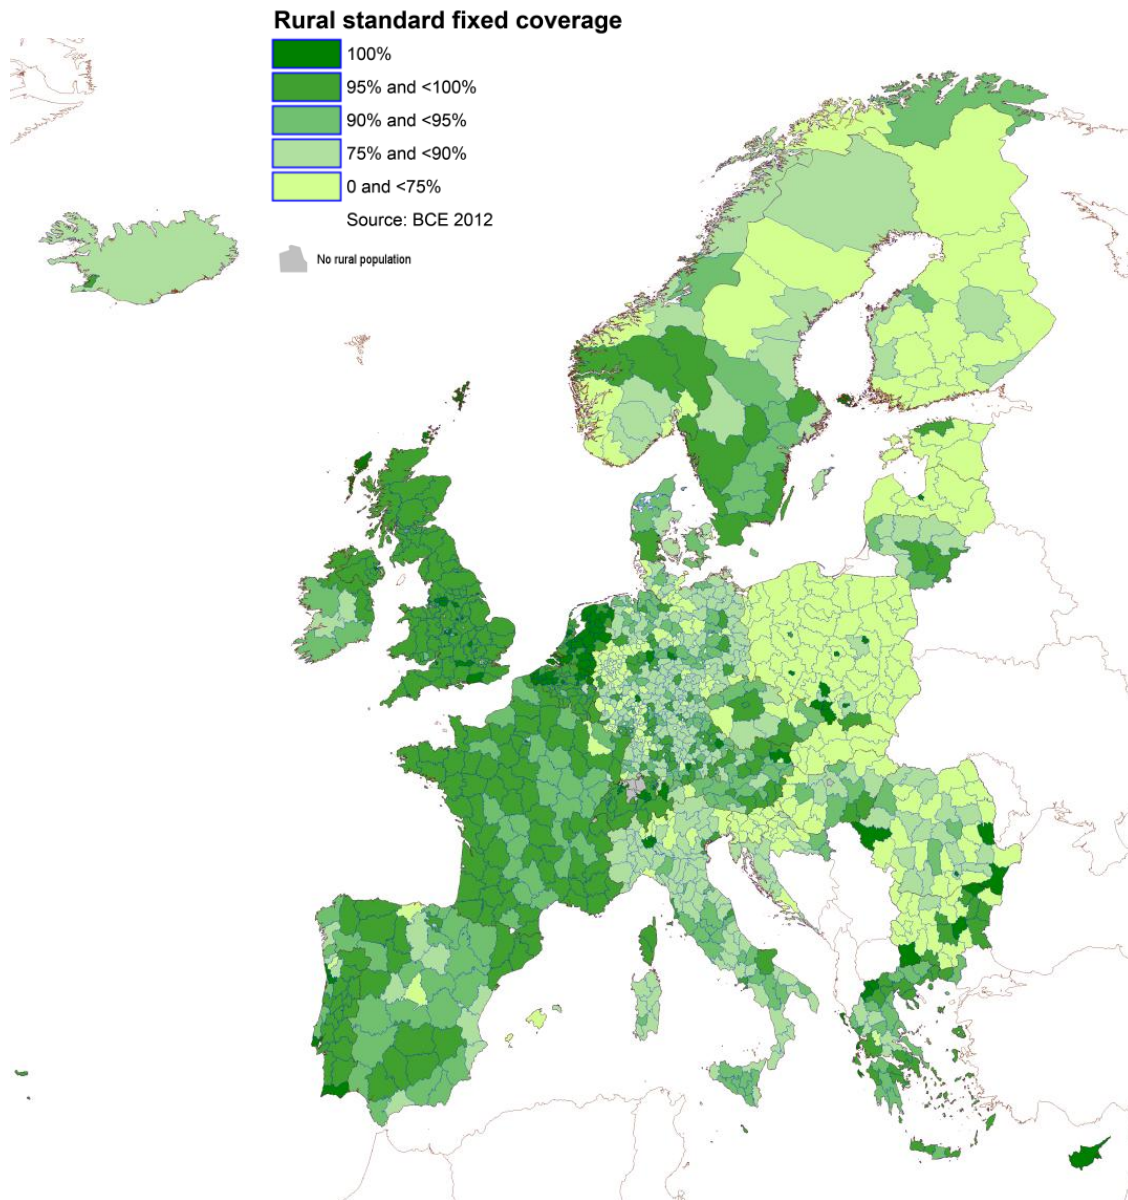 Rural standard fixed coverage
100%
95% and <100%
90% and <95%
75% and <90%
0 and <75%
Source: BCE 2012
No rural population